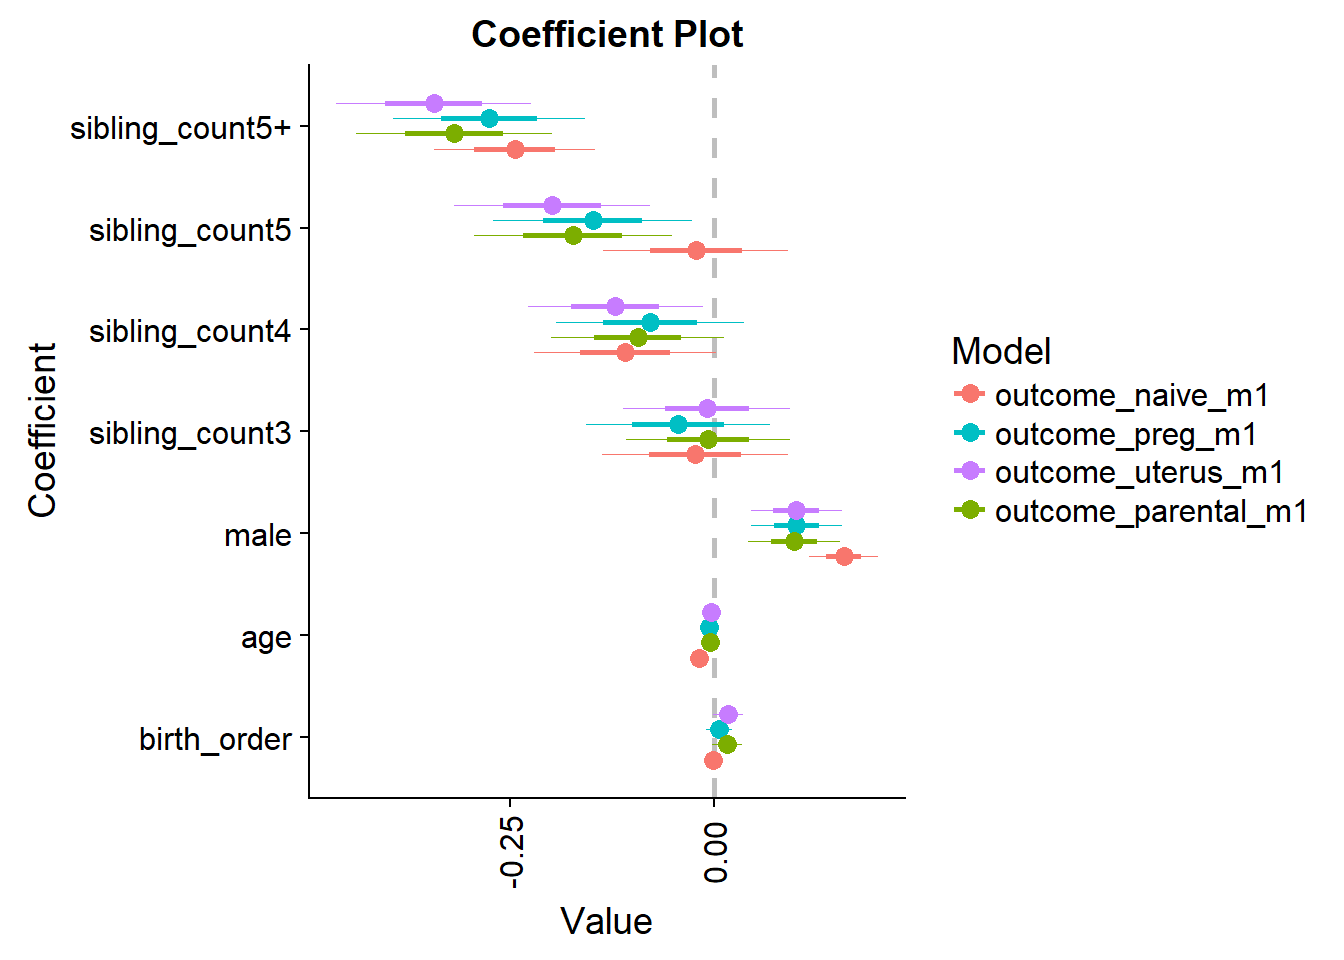 Coefficient Plot
Coefficient
sibling_count5+
sibling_count5
sibling_count4
sibling_count3
male
age
birth_order
-0.25
0.00
Value
Model
outcome_naive_m1
outcome_preg_m1
outcome_uterus_m1
outcome_parental_m1